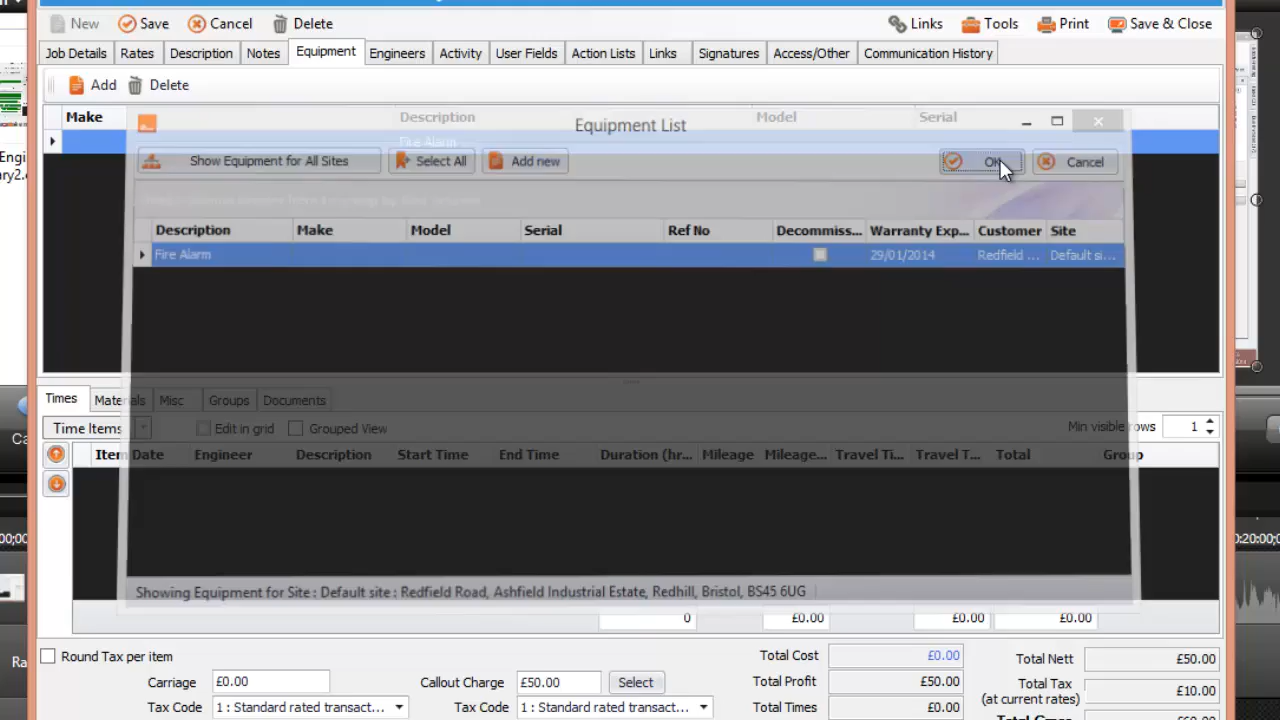 New Save Cancel Delete Links Tools Print Save & Close
Job Details Rates Description Notes Equipment Engineers Activity User Fields Action Lists Links Signatures Access/Other Communication History
Add Delete
Make Description Model Serial
Fire Alarm
Equipment List
Show Equipment for All Sites Select All Add new OK Cancel
Description Make Model Serial Ref No Decommiss... Warranty Exp... Customer Site
Fire Alarm 29/01/2014 Redfield ... Default si...
Times Materials Misc Groups Documents
Time Items Edit in grid Grouped View Min visible rows 1
Item Date Engineer Description Start Time End Time Duration (hr... Mileage Mileage... Travel Ti... Travel T... Total Group
Showing Equipment for Site : Default site : Redfield Road, Ashfield Industrial Estate, Redhill, Bristol, BS45 6UG
0 £0.00 £0.00 £0.00
Round Tax per item Total Cost £0.00 Total Nett £50.00
Carriage £0.00 Callout Charge £50.00 Select Total Profit £50.00 Total Tax £10.00
(at current rates)
Tax Code 1 : Standard rated transact... Tax Code 1 : Standard rated transact... Total Times £0.00